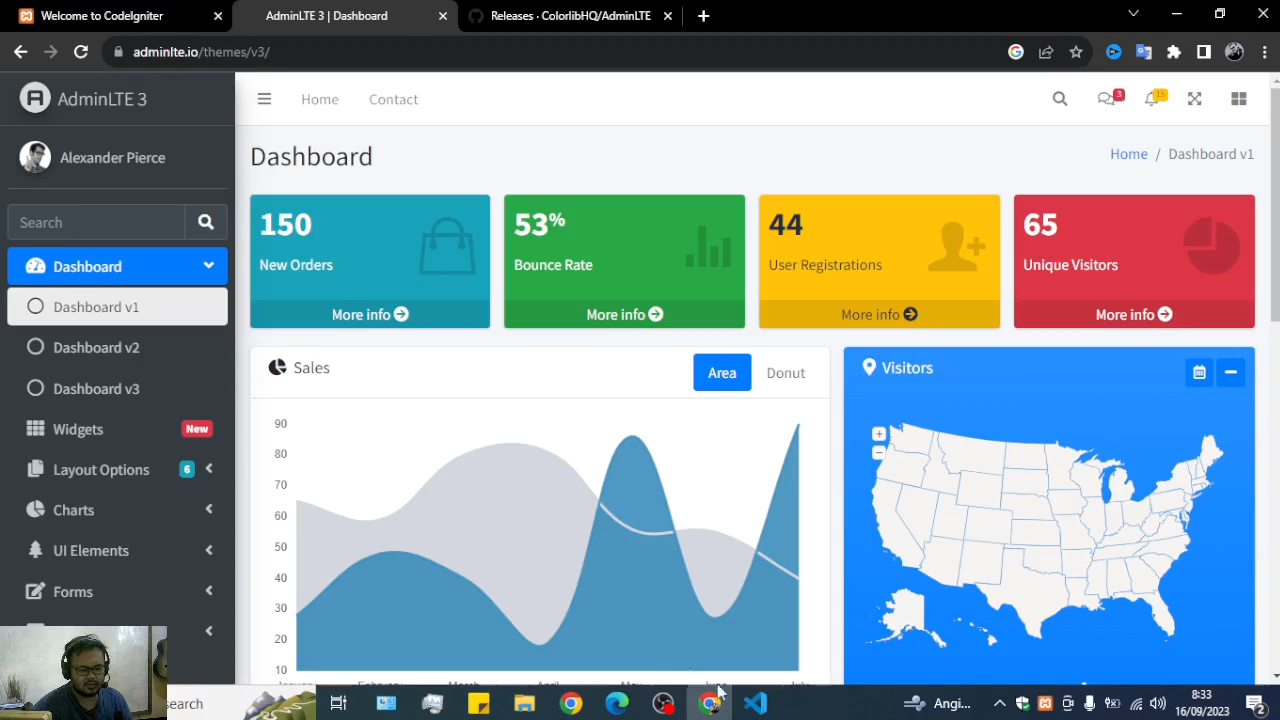 Welcome to CodeIgniter
AdminLTE 3 | Dashboard
Releases · ColorlibHQ/AdminLTE
adminlte.io/themes/v3/
AdminLTE 3
Home
Contact
3
15
Alexander Pierce
Dashboard
Home / Dashboard v1
Search
150
New Orders
More info
53%
Bounce Rate
More info
44
User Registrations
More info
65
Unique Visitors
More info
Dashboard
Dashboard v1
Dashboard v2
Dashboard v3
Widgets
New
Layout Options
6
Charts
UI Elements
Forms
Sales
Area
Donut
90
80
70
60
50
40
30
20
10
Visitors
+
−
earch
Angi...
8:33
16/09/2023
2